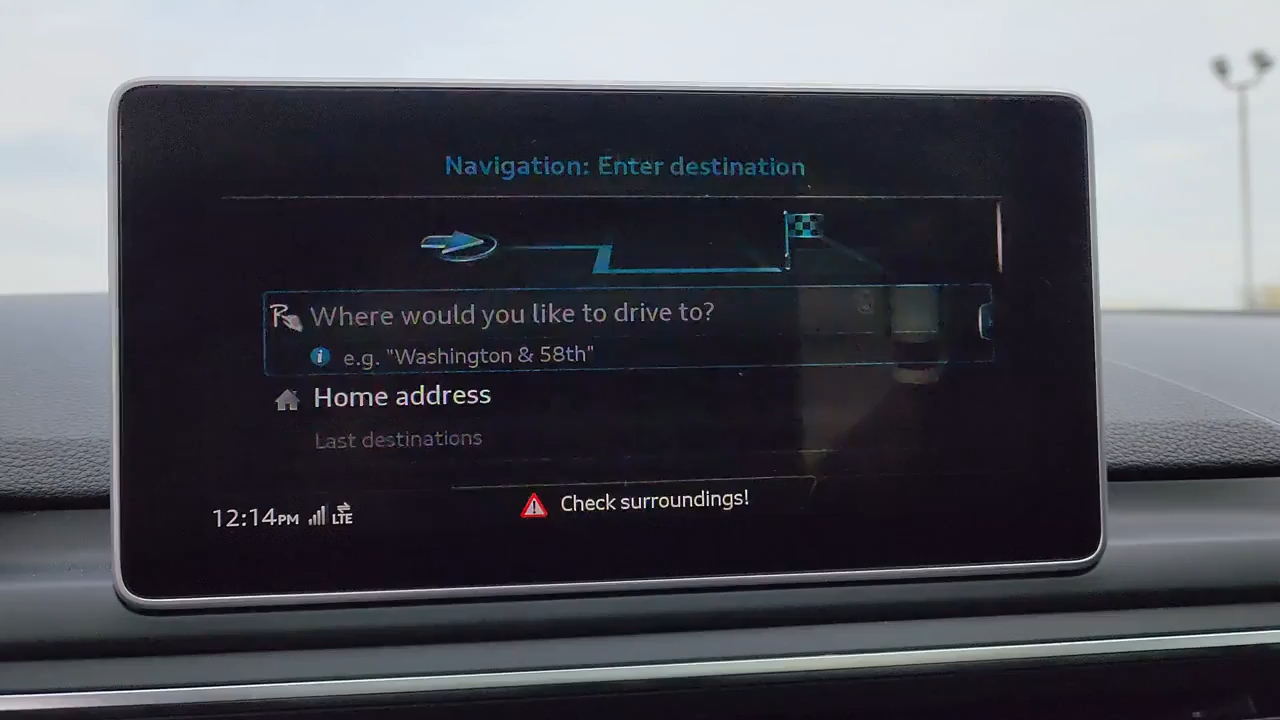 Navigation: Enter destination
Where would you like to drive to?
e.g. "Washington & 58th"
Home address
Last destinations
Check surroundings!
12:14PM LTE